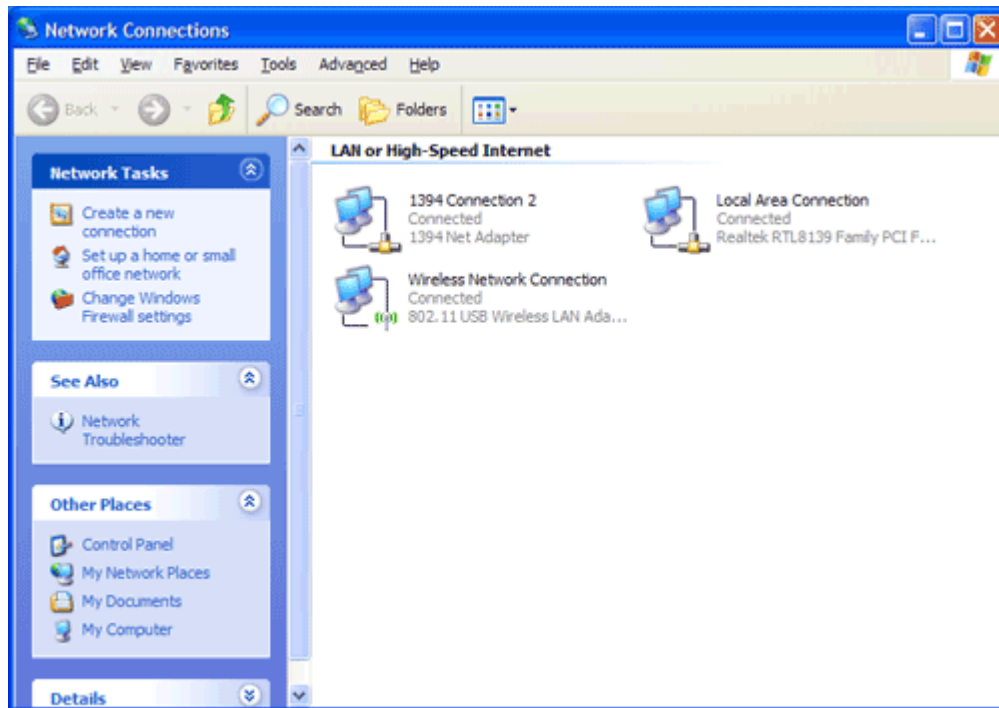 Network Connections
File Edit View Favorites Tools Advanced Help
Back Search Folders
Network Tasks
Create a new
connection
Set up a home or small
office network
Change Windows
Firewall settings
See Also
Network
Troubleshooter
Other Places
Control Panel
My Network Places
My Documents
My Computer
Details
LAN or High-Speed Internet
1394 Connection 2
Connected
1394 Net Adapter
Local Area Connection
Connected
Realtek RTL8139 Family PCI F...
Wireless Network Connection
Connected
802.11 USB Wireless LAN Ada...